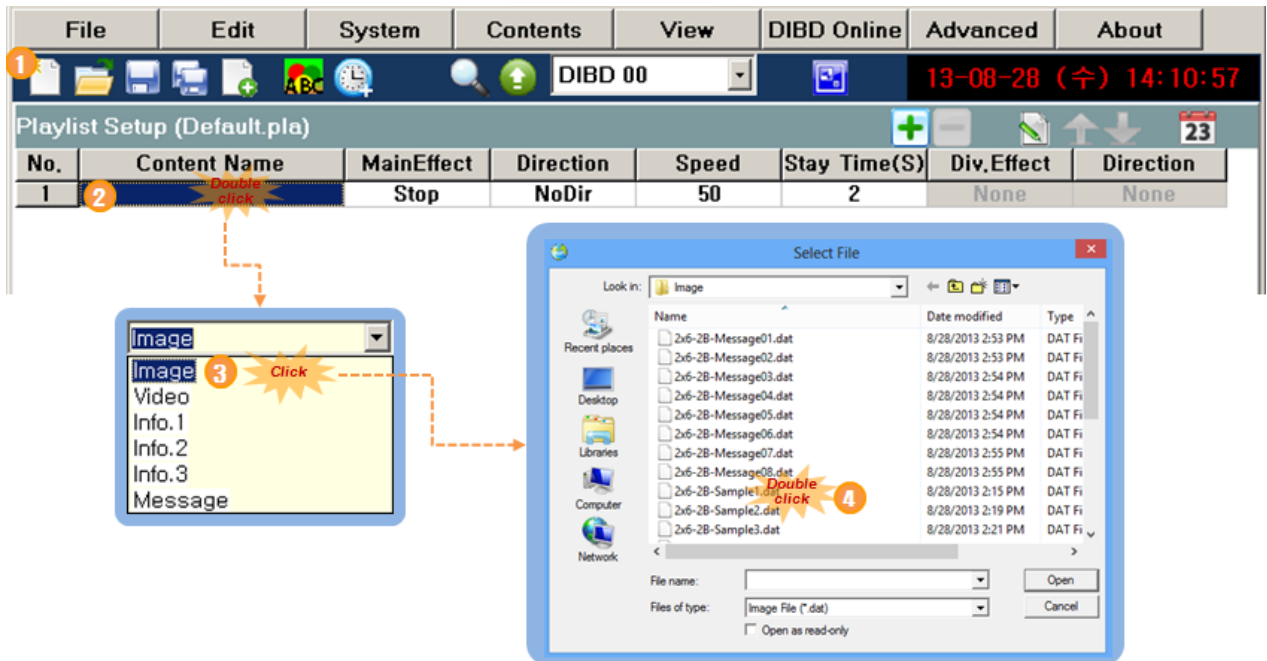 File Edit System Contents View DIBD Online Advanced About
1 ABC DIBD 00 13-08-28 (수) 14:10:57
Playlist Setup (Default.pla) 23
No. Content Name MainEffect Direction Speed Stay Time(S) Div.Effect Direction
1 2 Double click Stop NoDir 50 2 None None
Image
Image 3 Click
Video
Info.1
Info.2
Info.3
Message
Select File
Look in: Image
Recent places
Desktop
Libraries
Computer
Network
Name Date modified Type
2x6-2B-Message01.dat 8/28/2013 2:53 PM DAT Fi
2x6-2B-Message02.dat 8/28/2013 2:53 PM DAT Fi
2x6-2B-Message03.dat 8/28/2013 2:54 PM DAT Fi
2x6-2B-Message04.dat 8/28/2013 2:54 PM DAT Fi
2x6-2B-Message05.dat 8/28/2013 2:54 PM DAT Fi
2x6-2B-Message06.dat 8/28/2013 2:54 PM DAT Fi
2x6-2B-Message07.dat 8/28/2013 2:55 PM DAT Fi
2x6-2B-Message08.dat 8/28/2013 2:55 PM DAT Fi
2x6-2B-Sample1.dat 8/28/2013 2:15 PM DAT Fi
2x6-2B-Sample2.dat 8/28/2013 2:19 PM DAT Fi
2x6-2B-Sample3.dat 8/28/2013 2:21 PM DAT Fi
Double click 4
File name: Open
Files of type: Image File (*.dat) Cancel
Open as read-only